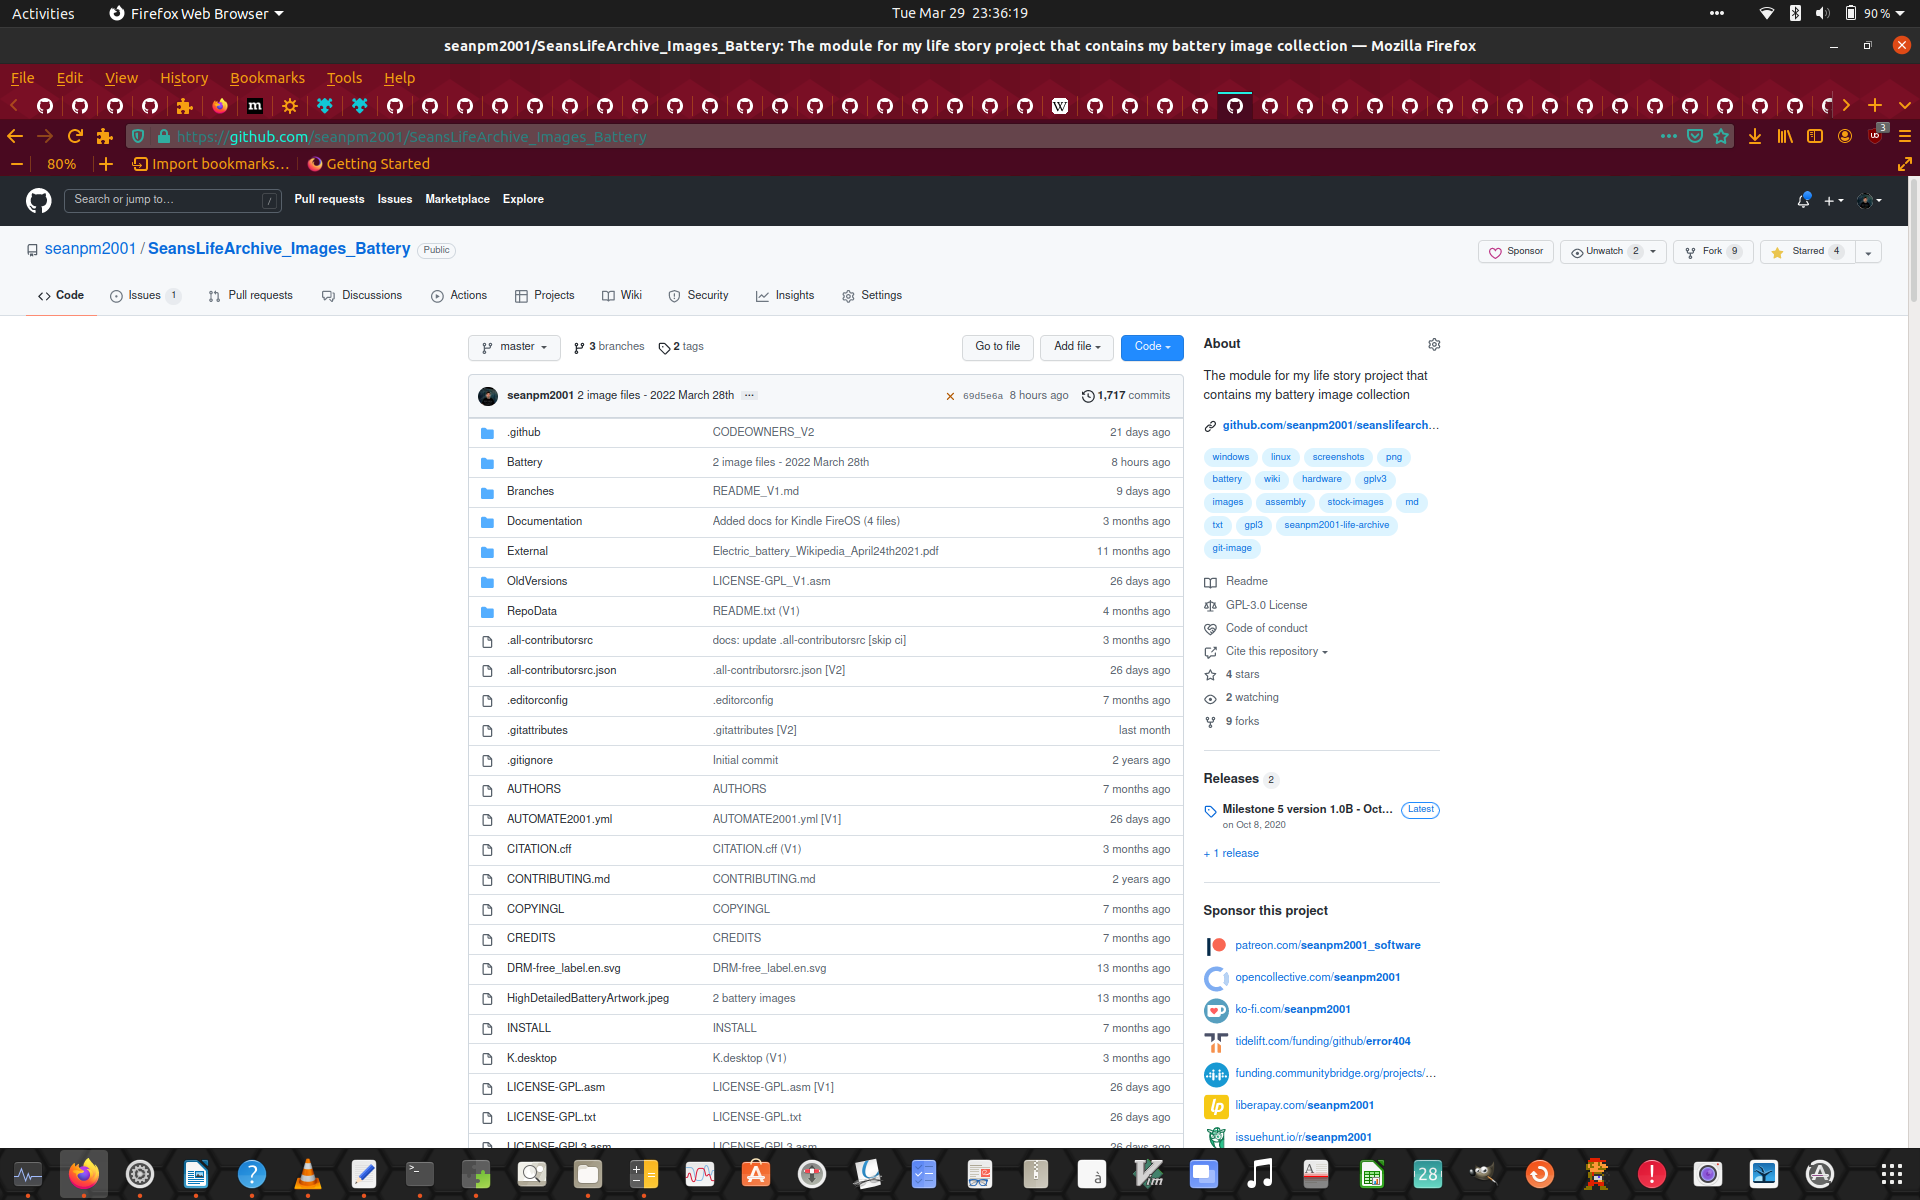 Activities Firefox Web Browser Tue Mar 29 23:36:19 90 %
seanpm2001/SeansLifeArchive_Images_Battery: The module for my life story project that contains my battery image collection — Mozilla Firefox
File Edit View History Bookmarks Tools Help
https://github.com/seanpm2001/SeansLifeArchive_Images_Battery 3
80% Import bookmarks... Getting Started
Search or jump to... / Pull requests Issues Marketplace Explore
seanpm2001 / SeansLifeArchive_Images_Battery Public Sponsor Unwatch 2 Fork 9 Starred 4
Code Issues 1 Pull requests Discussions Actions Projects Wiki Security Insights Settings
master 3 branches 2 tags Go to file Add file Code
seanpm2001 2 image files - 2022 March 28th ... 69d5e6a 8 hours ago 1,717 commits
.github CODEOWNERS_V2 21 days ago
Battery 2 image files - 2022 March 28th 8 hours ago
Branches README_V1.md 9 days ago
Documentation Added docs for Kindle FireOS (4 files) 3 months ago
External Electric_battery_Wikipedia_April24th2021.pdf 11 months ago
OldVersions LICENSE-GPL_V1.asm 26 days ago
RepoData README.txt (V1) 4 months ago
.all-contributorsrc docs: update .all-contributorsrc [skip ci] 3 months ago
.all-contributorsrc.json .all-contributorsrc.json [V2] 26 days ago
.editorconfig .editorconfig 7 months ago
.gitattributes .gitattributes [V2] last month
.gitignore Initial commit 2 years ago
AUTHORS AUTHORS 7 months ago
AUTOMATE2001.yml AUTOMATE2001.yml [V1] 26 days ago
CITATION.cff CITATION.cff (V1) 3 months ago
CONTRIBUTING.md CONTRIBUTING.md 2 years ago
COPYINGL COPYINGL 7 months ago
CREDITS CREDITS 7 months ago
DRM-free_label.en.svg DRM-free_label.en.svg 13 months ago
HighDetailedBatteryArtwork.jpeg 2 battery images 13 months ago
INSTALL INSTALL 7 months ago
K.desktop K.desktop (V1) 3 months ago
LICENSE-GPL.asm LICENSE-GPL.asm [V1] 26 days ago
LICENSE-GPL.txt LICENSE-GPL.txt 26 days ago
LICENSE-GPL3.asm LICENSE-GPL3.asm 26 days ago
About
The module for my life story project that
contains my battery image collection
github.com/seanpm2001/seanslifearch...
windows linux screenshots png
battery wiki hardware gplv3
images assembly stock-images md
txt gpl3 seanpm2001-life-archive
git-image
Readme
GPL-3.0 License
Code of conduct
Cite this repository
4 stars
2 watching
9 forks
Releases 2
Milestone 5 version 1.0B - Oct... Latest
on Oct 8, 2020
+ 1 release
Sponsor this project
patreon.com/seanpm2001_software
opencollective.com/seanpm2001
ko-fi.com/seanpm2001
tidelift.com/funding/github/error404
funding.communitybridge.org/projects/...
liberapay.com/seanpm2001
issuehunt.io/r/seanpm2001
28